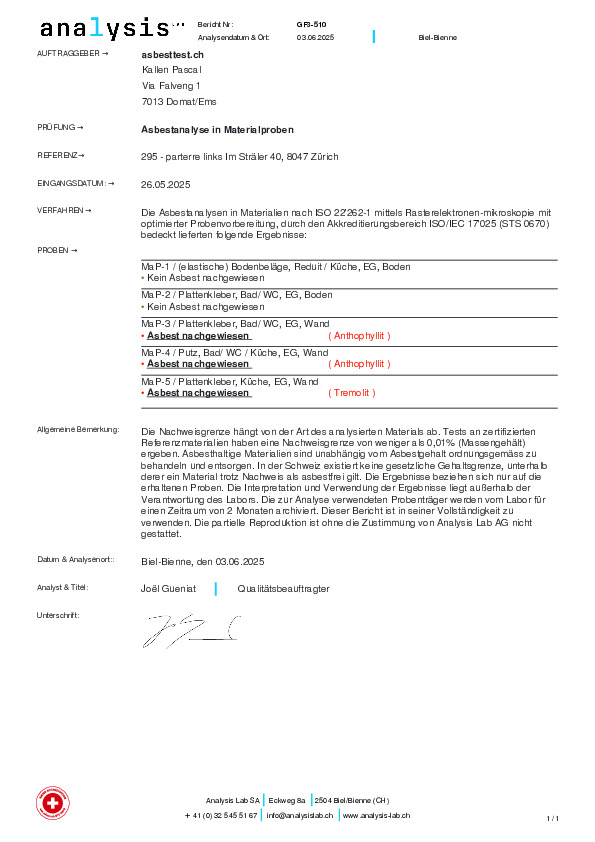 analysis
Bericht Nr: GF3-510
Analysendatum & Ort: 03.06.2025 Biel-Bienne
AUFTRAGGEBER → asbesttest.ch
Kallen Pascal
Via Falveng 1
7013 Domat/Ems
PRÜFUNG → Asbestanalyse in Materialproben
REFERENZ → 295 - parterre links Im Sträler 40, 8047 Zürich
EINGANGSDATUM: → 26.05.2025
VERFAHREN → Die Asbestanalysen in Materialien nach ISO 22'262-1 mittels Rasterelektronen-mikroskopie mit
optimierter Probenvorbereitung, durch den Akkreditierungsbereich ISO/IEC 17025 (STS 0670)
bedeckt lieferten folgende Ergebnisse:
PROBEN →
MaP-1 / (elastische) Bodenbeläge, Reduit / Küche, EG, Boden
• Kein Asbest nachgewiesen
MaP-2 / Plattenkleber, Bad/ WC, EG, Boden
• Kein Asbest nachgewiesen
MaP-3 / Plattenkleber, Bad/ WC, EG, Wand
• Asbest nachgewiesen ( Anthophyllit )
MaP-4 / Putz, Bad/ WC / Küche, EG, Wand
• Asbest nachgewiesen ( Anthophyllit )
MaP-5 / Plattenkleber, Küche, EG, Wand
• Asbest nachgewiesen ( Tremolit )
Allgemeine Bemerkung: Die Nachweisgrenze hängt von der Art des analysierten Materials ab. Tests an zertifizierten
Referenzmaterialien haben eine Nachweisgrenze von weniger als 0,01% (Massengehält)
ergeben. Asbesthaltige Materialien sind unabhängig vom Asbestgehalt ordnungsgemäss zu
behandeln und entsorgen. In der Schweiz existiert keine gesetzliche Gehaltsgrenze, unterhalb
derer ein Material trotz Nachweis als asbestfrei gilt. Die Ergebnisse beziehen sich nur auf die
erhaltenen Proben. Die Interpretation und Verwendung der Ergebnisse liegt außerhalb der
Verantwortung des Labors. Die zur Analyse verwendeten Probenträger werden vom Labor für
einen Zeitraum von 2 Monaten archiviert. Dieser Bericht ist in seiner Vollständigkeit zu
verwenden. Die partielle Reproduktion ist ohne die Zustimmung von Analysis Lab AG nicht
gestattet.
Datum & Analysenort:: Biel-Bienne, den 03.06.2025
Analyst & Titel: Joël Gueniat Qualitätsbeauftragter
Unterschrift:
Analysis Lab SA Eckweg 8a 2504 Biel/Bienne (CH)
+ 41 (0) 32 545 51 67 info@analysislab.ch www.analysis-lab.ch
1 / 1